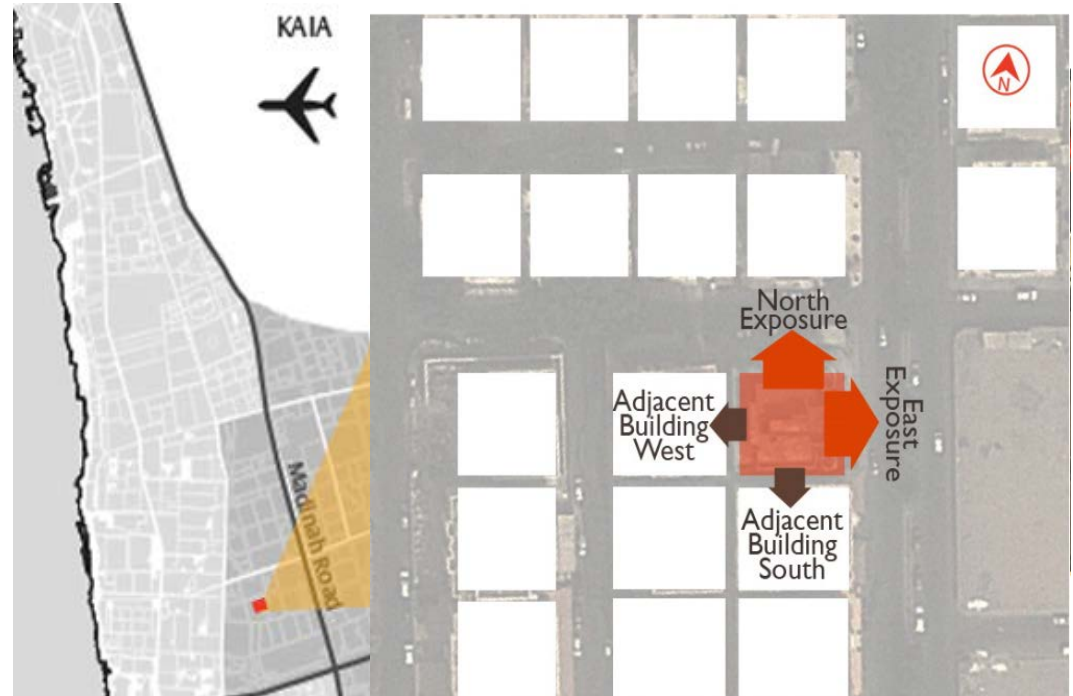 KAIA
Madinah Road
N
North
Exposure
East
Exposure
Adjacent
Building
West
Adjacent
Building
South